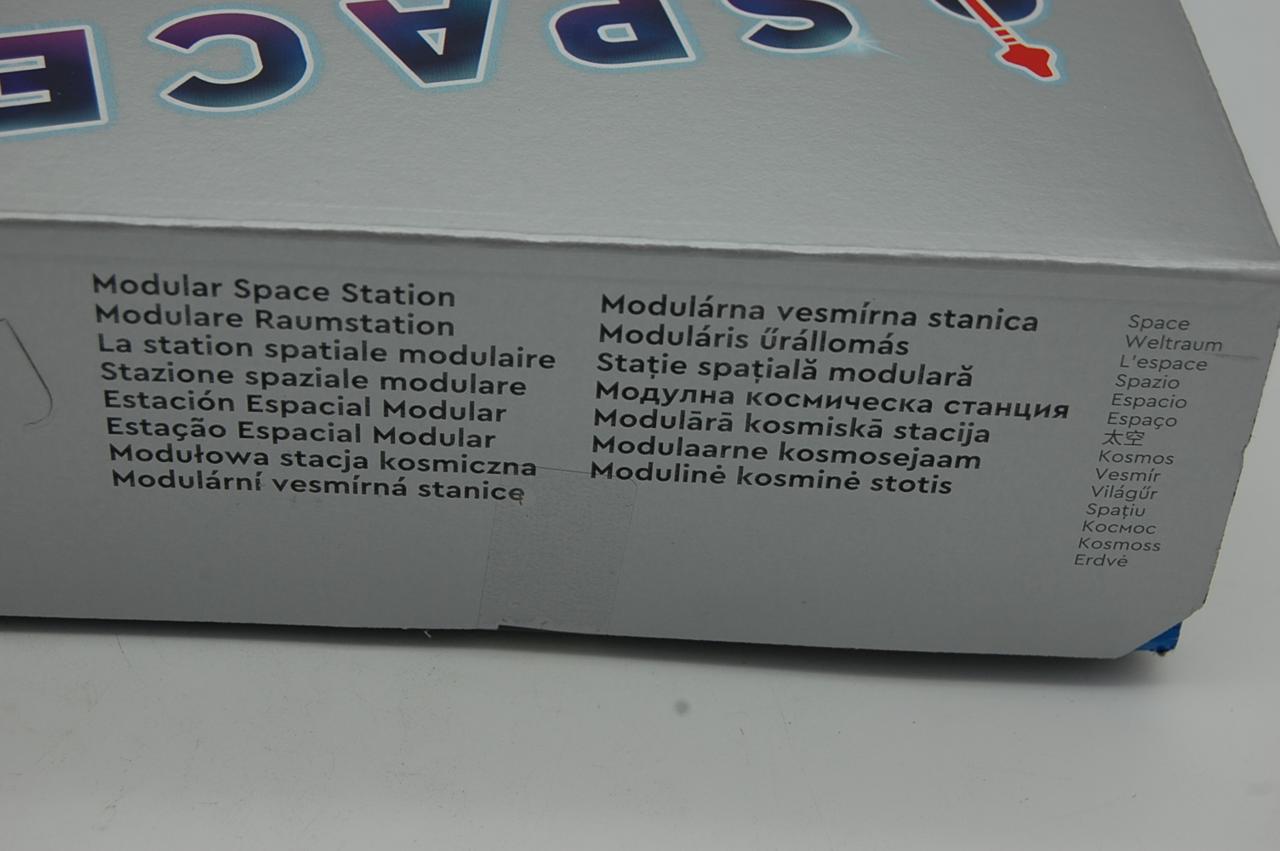 SPACE
Modular Space Station
Modulare Raumstation
La station spatiale modulaire
Stazione spaziale modulare
Estación Espacial Modular
Estação Espacial Modular
Modułowa stacja kosmiczna
Modulární vesmírná stanice
Modulárna vesmírna stanica
Moduláris űrállomás
Stație spațială modulară
Модулна космическа станция
Modulārā kosmiskā stacija
Modulaarne kosmosejaam
Modulinė kosminė stotis
Space
Weltraum
L'espace
Spazio
Espacio
Espaço
太空
Kosmos
Vesmír
Világűr
Spațiu
Космос
Kosmoss
Erdvė